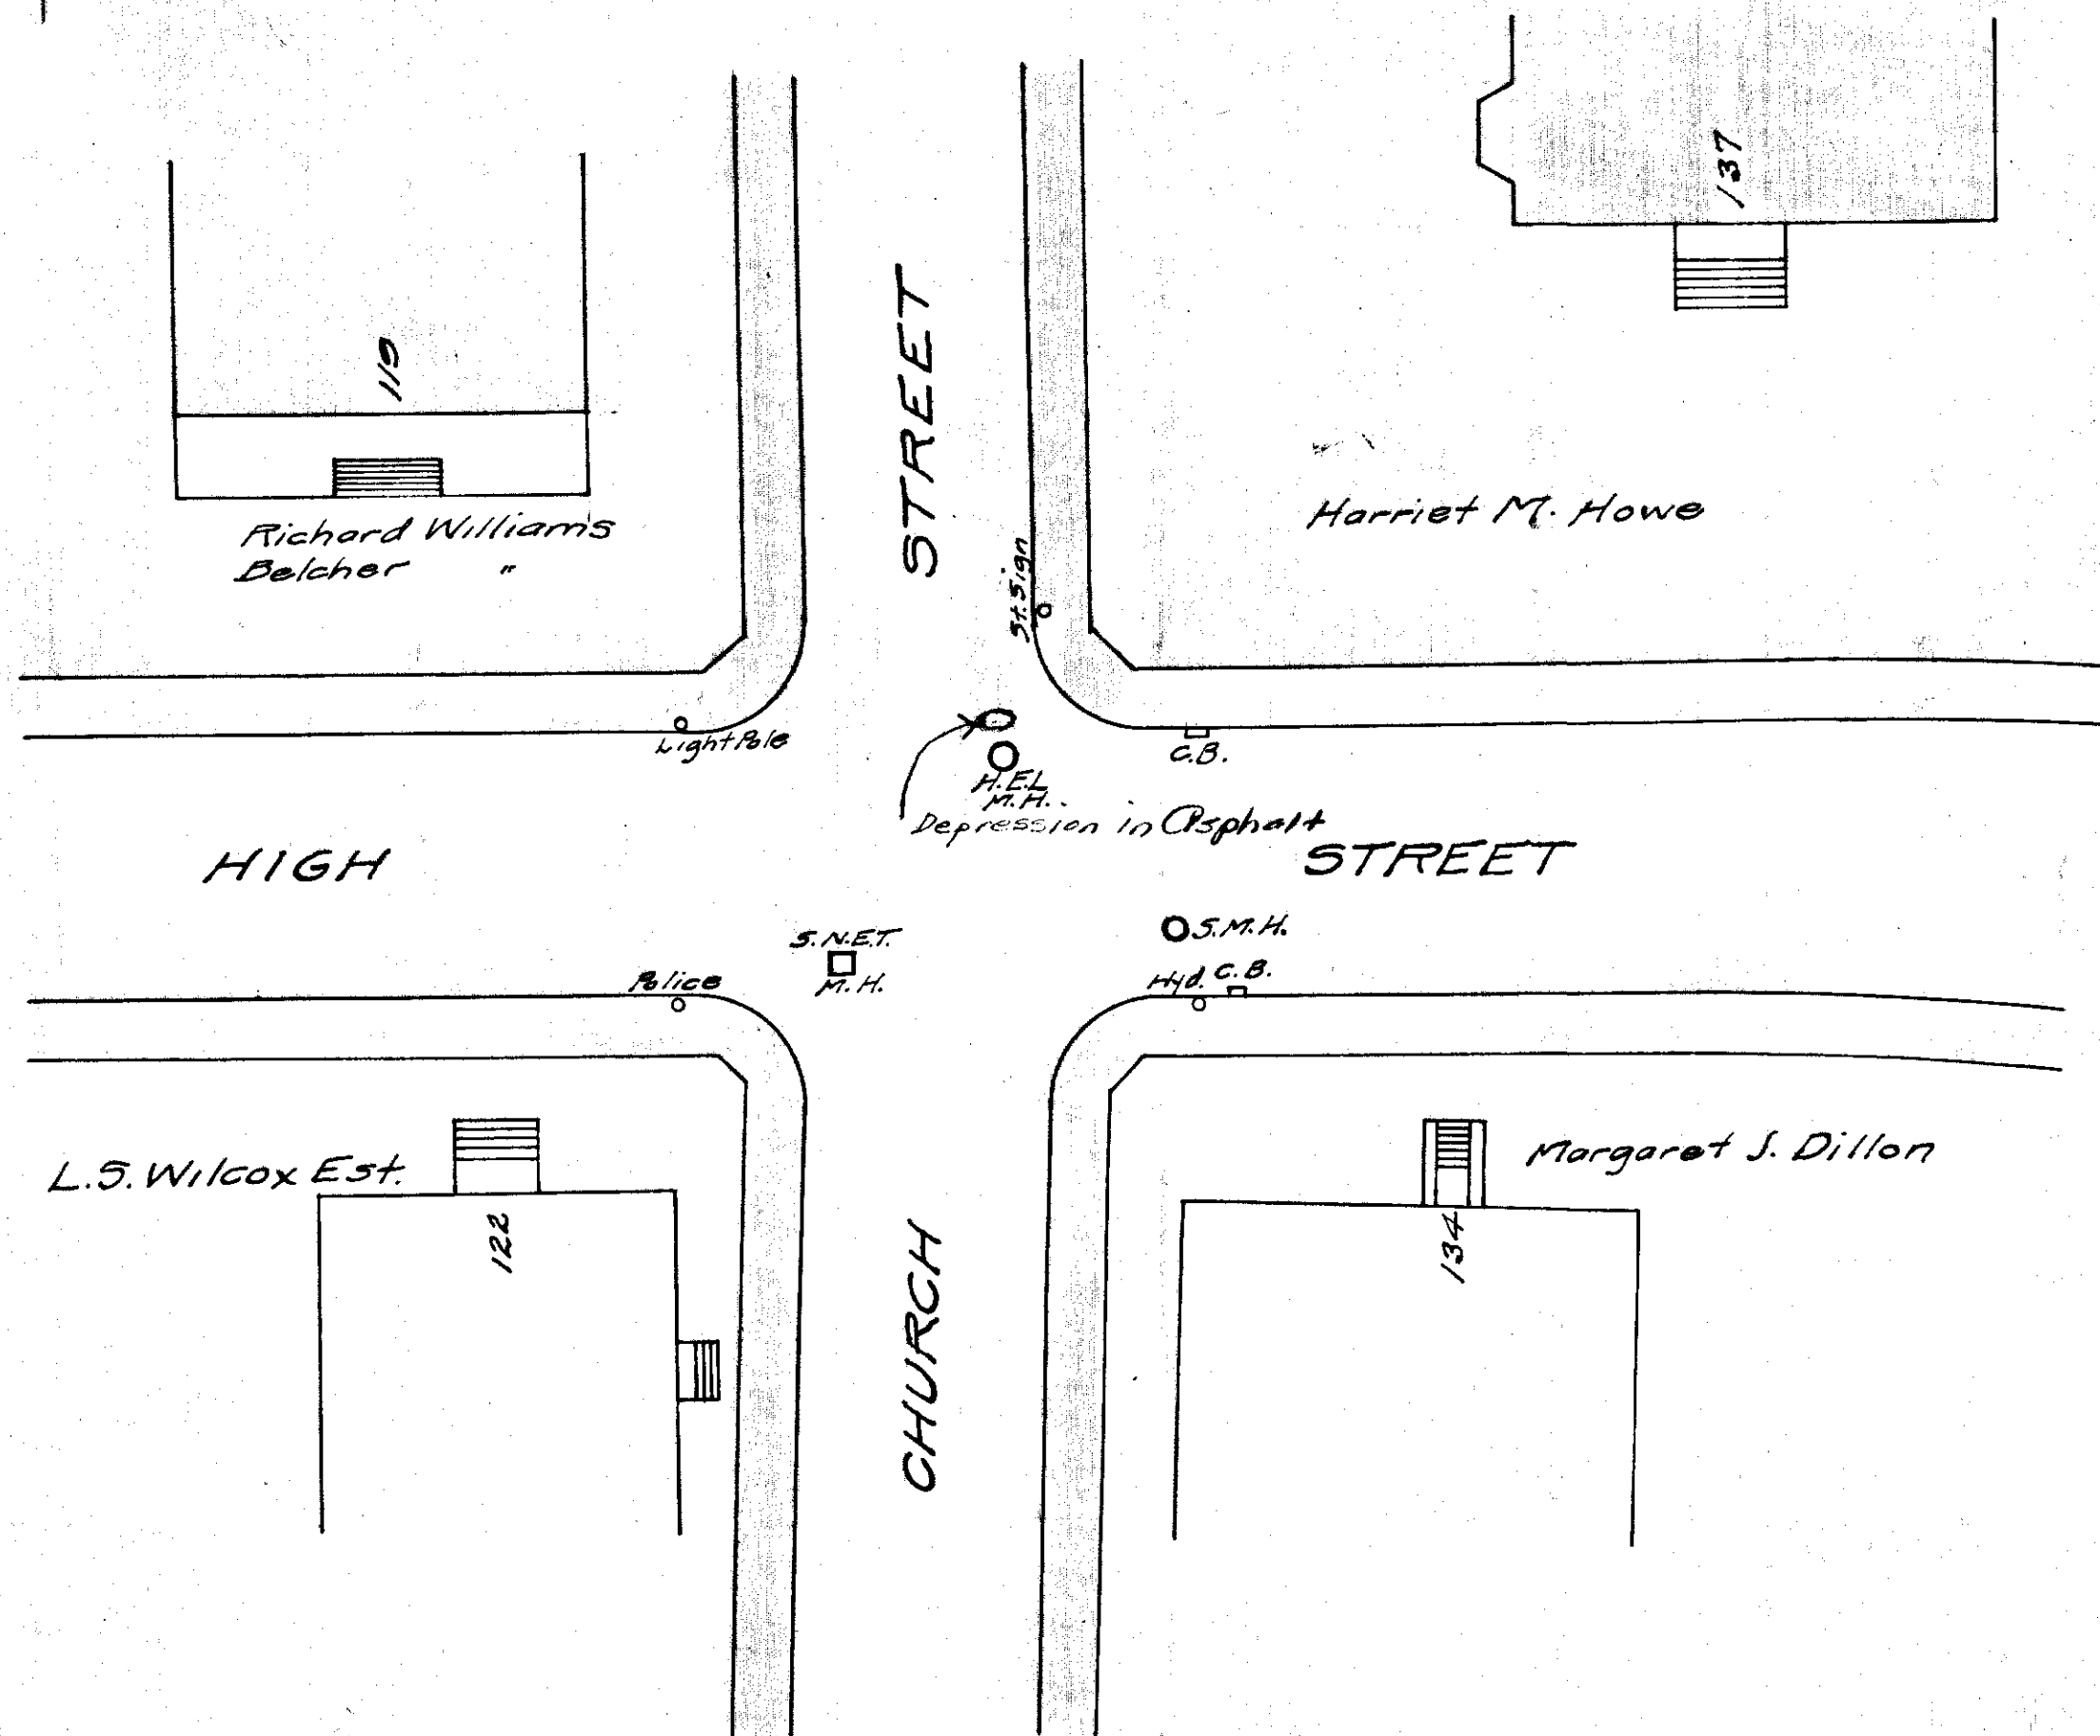 137
119
STREET
Richard Williams
Belcher "
Harriet M. Howe
St. Sign
Light Pole
C.B.
H.E.L
M.H.
Depression in Asphalt
HIGH
STREET
S.N.E.T.
M.H.
S.M.H.
Police
Hyd.
C.B.
L.S. Wilcox Est.
122
Margaret J. Dillon
134
CHURCH